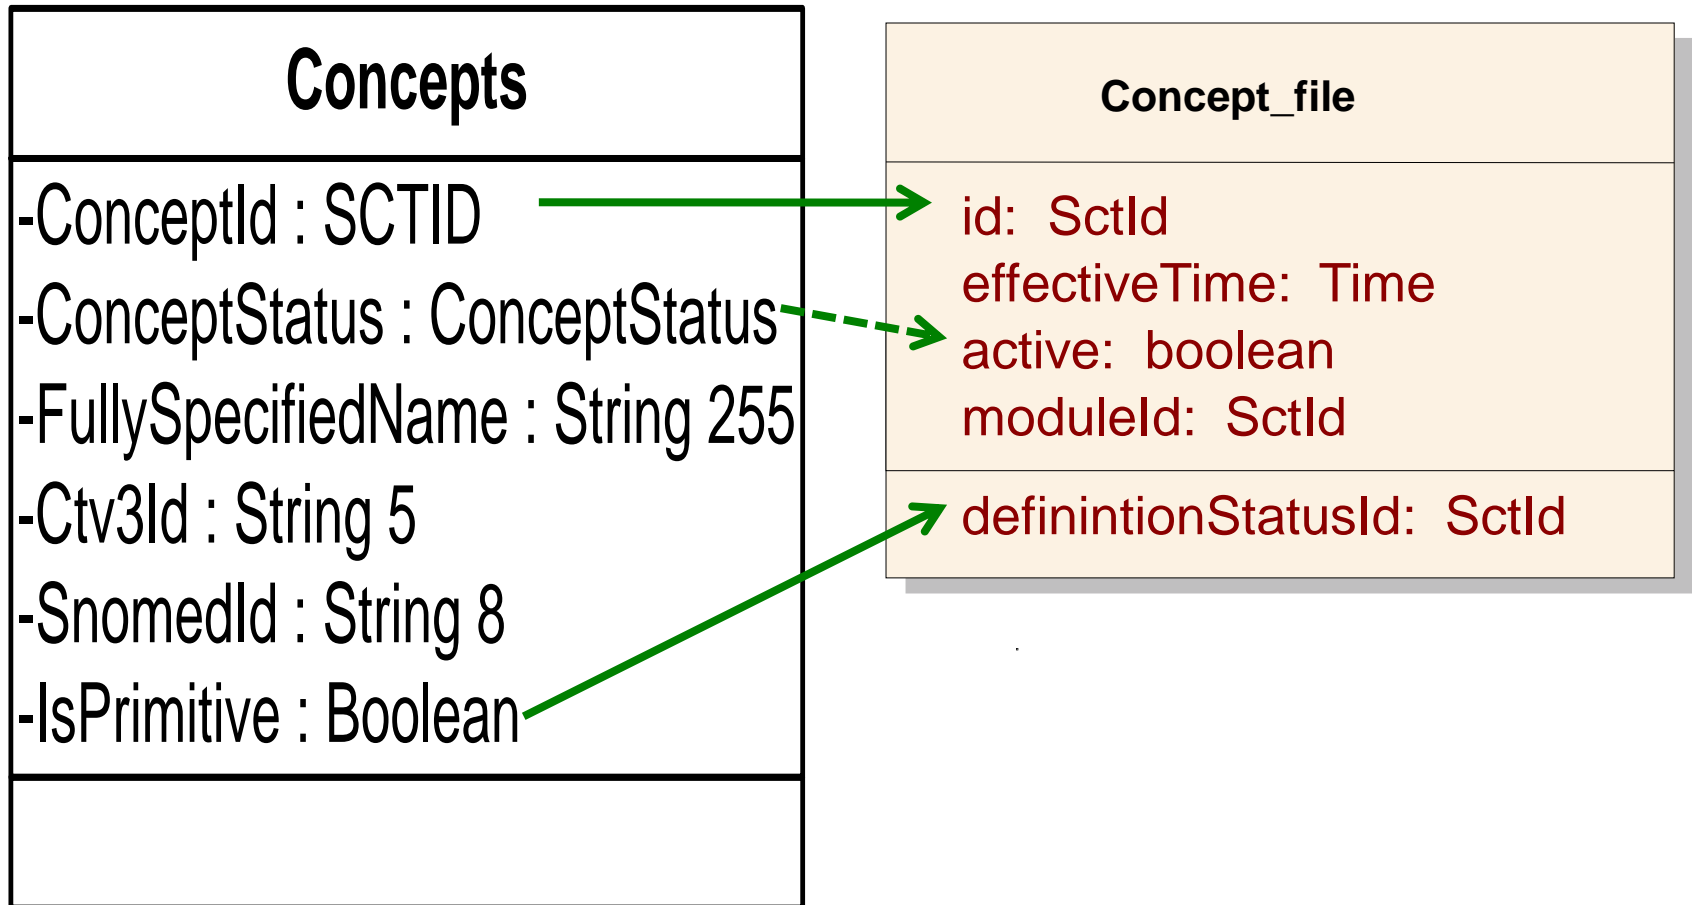 Concepts
-ConceptId : SCTID
-ConceptStatus : ConceptStatus
-FullySpecifiedName : String 255
-Ctv3Id : String 5
-SnomedId : String 8
-IsPrimitive : Boolean
Concept_file
id: SctId
effectiveTime: Time
active: boolean
moduleId: SctId
definintionStatusId: SctId